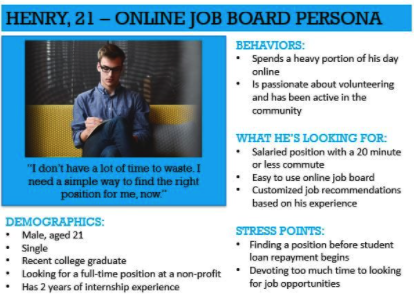 HENRY, 21 – ONLINE JOB BOARD PERSONA
"I don't have a lot of time to waste. I
need a simple way to find the right
position for me, now."
DEMOGRAPHICS:
• Male, aged 21
• Single
• Recent college graduate
• Looking for a full-time position at a non-profit
• Has 2 years of internship experience
BEHAVIORS:
• Spends a heavy portion of his day
online
• Is passionate about volunteering
and has been active in the
community
WHAT HE'S LOOKING FOR:
• Salaried position with a 20 minute
or less commute
• Easy to use online job board
• Customized job recommendations
based on his experience
STRESS POINTS:
• Finding a position before student
loan repayment begins
• Devoting too much time to looking
for job opportunities